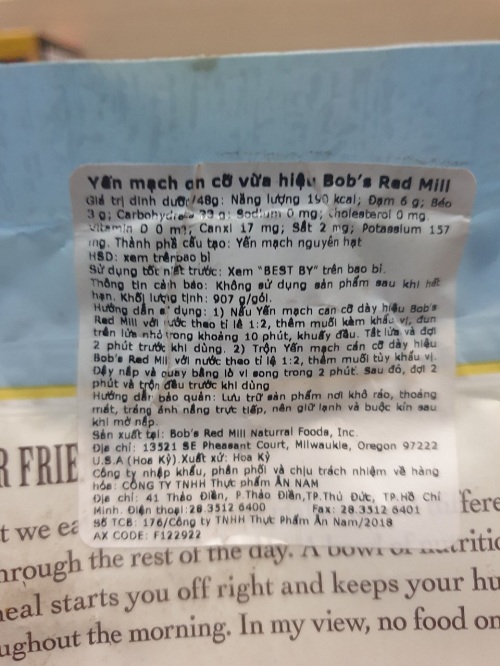 Yến mạch cn cỡ vừa hiệu Bob's Red Mill
Giá trị dinh dưỡ/48g: Năng lượng 190 kcal; Đạm 6 g; Béo
3 g; Carbohydrate 33 g; Sodium 0 mg; cholesterol 0 mg
Vitamin D 0 m?; Canxi 17 mg; Sắt 2 mg; Potassium 157
mg. Thành phầ cấu tạo: Yến mạch nguyên hạt
HSD: xem trên bao bì
Sử dụng tốt nhất trước: Xem "BEST BY" trên bao bì.
Thông tin cảnh báo: Không sử dụng sản phẩm sau khi hết
hạn. Khối lượng tịnh: 907 g/gói.
Hướng dẫn sử dụng: 1) Nấu Yến mạch cán cỡ dày hiệu Bob's
Red Mill với nước theo tỉ lệ 1:2, thêm muối kèm khẩu vị, đun
trên lửa nhỏ trong khoảng 10 phút, khuấy đều. Tắt lửa và đợi
2 phút trước khi dùng. 2) Trộn Yến mạch cán cỡ dày hiệu
Bob's Red Mil với nước theo tỉ lệ 1:2, thêm muối tùy khẩu vị.
Đậy nắp và quay bằng lò vi song trong 2 phút. Sau đó, đợi 2
phút và trộn đều trước khi dùng
Hướng dẫn bảo quản: Lưu trữ sản phẩm nơi khô ráo, thoáng
mát, tráng ánh nắng trực tiếp, nên giữ lạnh và buộc kín sau
khi mở nắp.
Sản xuất tại: Bob's Red Mill Naturral Foods, Inc.
Địa chỉ: 13521 SE Pheasant Court, Milwaukie, Oregon 97222
U.S.A (Hoa Kỳ). Xuất xứ: Hoa Kỳ
Công ty nhập khẩu, phân phối và chịu trách nhiệm về hàng
hóa: CÔNG TY TNHH Thực phẩm ÂN NAM
Địa chỉ: 41 Thảo Điền, P.Thảo Điền,TP.Thủ Đức, TP.Hồ Chí
Minh. Điện thoại:28.3512 6400 Fax: 28.3512 6401
Số TCB: 176/Công ty TNHH Thực Phẩm Ân Nam/2018
AX CODE: F122922
R FRIE
t we ea fere
hrough the rest of the day. A bowl of nutritio
eal starts you off right and keeps your hu
ughout the morning. In my view, no food on